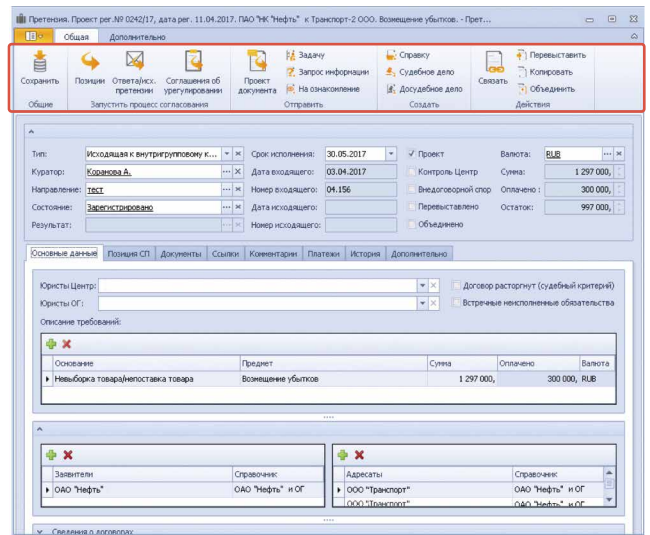 Претензия. Проект рег.№ 0242/17, дата рег. 11.04.2017. ПАО "НК "Нефть" к Транспорт-2 ООО. Возмещение убытков. - Прет...
Общая Дополнительно
Сохранить
Позиции
Ответа/исх. претензии
Соглашения об урегулировании
Проект документа
Задачу
Запрос информации
На ознакомление
Справку
Судебное дело
Досудебное дело
Связать
Перевыставить
Копировать
Объединить
Общие Запустить процесс согласования Отправить Создать Действия
Тип: Исходящая к внутригрупповому к... Срок исполнения: 30.05.2017 Проект Валюта: RUB
Куратор: Коранова А. Дата входящего: 03.04.2017 Контроль Центр Сумма: 1 297 000,
Направление: тест Номер входящего: 04.156 Внедоговорной спор Оплачено : 300 000,
Состояние: Зарегистрировано Дата исходящего: Перевыставлено Остаток: 997 000,
Результат: Номер исходящего: Объединено
Основные данные Позиция СП Документы Ссылки Комментарии Платежи История Дополнительно
Юристы Центр: Договор расторгнут (судебный критерий)
Юристы ОГ: Встречные неисполненные обязательства
Описание требований:
Основание Предмет Сумма Оплачено Валюта
Невыборка товара/непоставка товара Возмещение убытков 1 297 000, 300 000, RUB
Заявители Справочник Адресаты Справочник
ОАО "Нефть" ОАО "Нефть" и ОГ ООО "Транспорт" ОАО "Нефть" и ОГ
ООО "Транспорт" ОАО "Нефть" и ОГ
Сведения о договорах